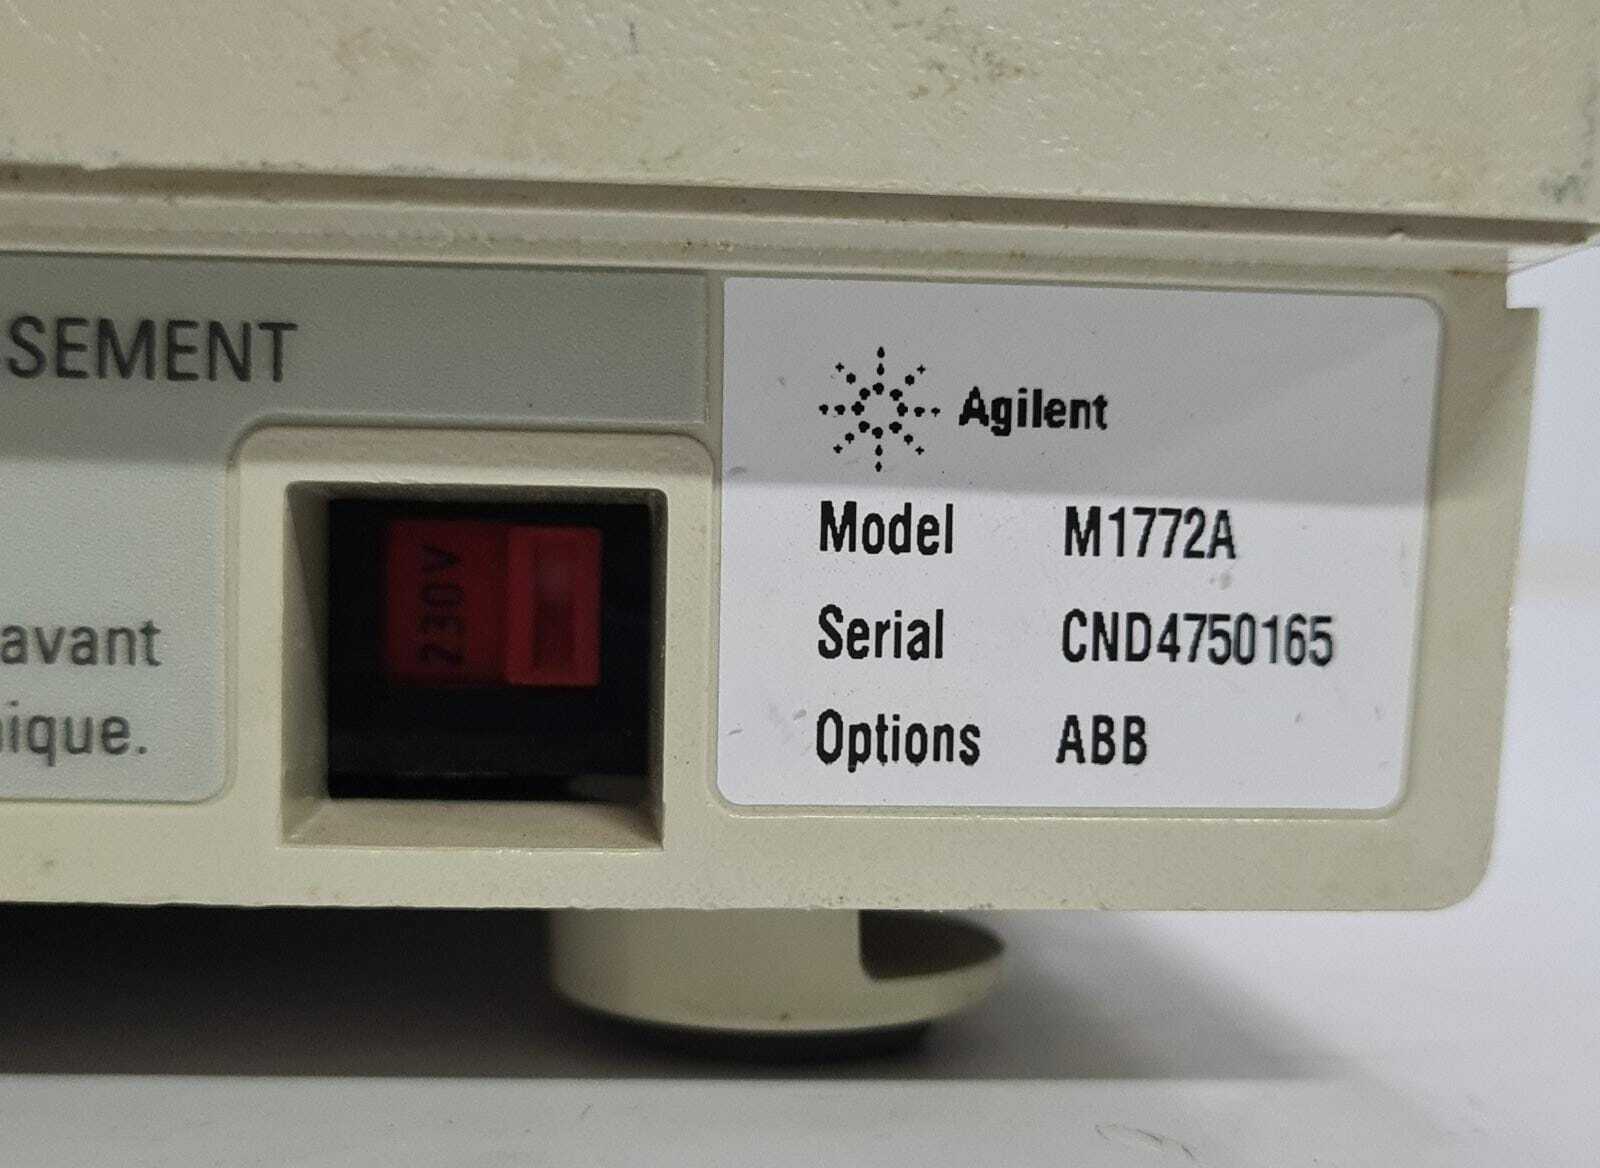 SEMENT
avant
ique.
230V
Agilent
Model M1772A
Serial CND4750165
Options ABB